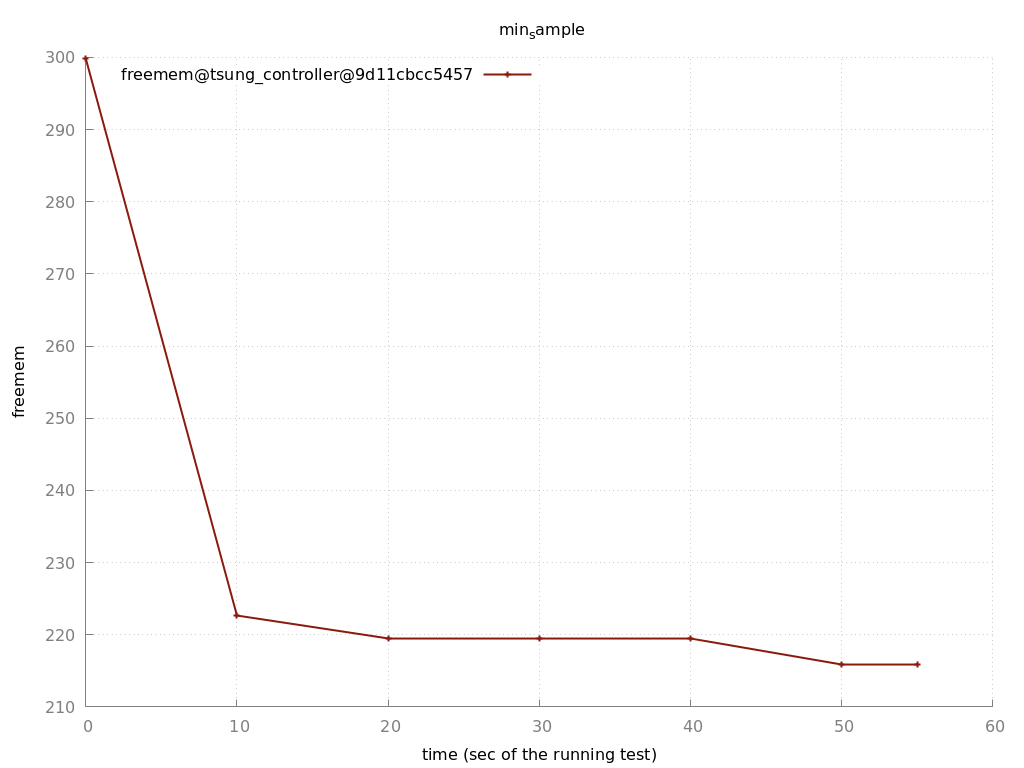 min_sample
freemem@tsung_controller@9d11cbcc5457
300
290
280
270
260
250
240
230
220
210
freemem
0 10 20 30 40 50 60
time (sec of the running test)